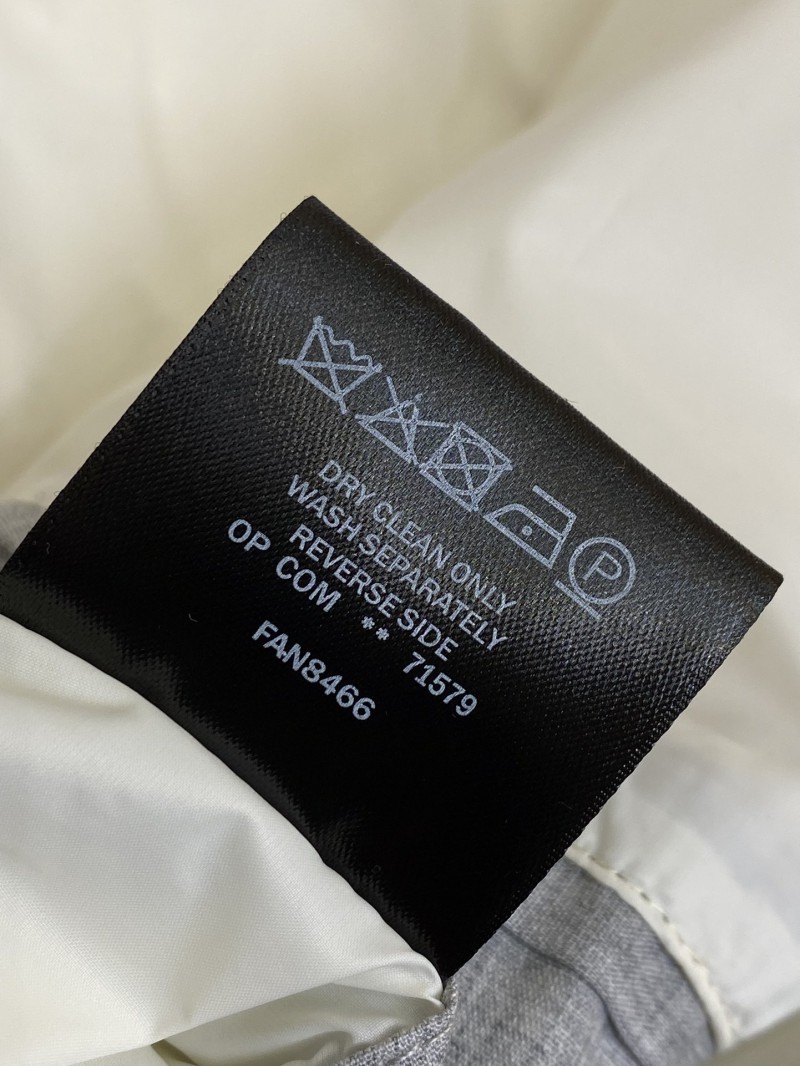 P
DRY CLEAN ONLY
WASH SEPARATELY
REVERSE SIDE
OP COM ** 71579
FAN8466